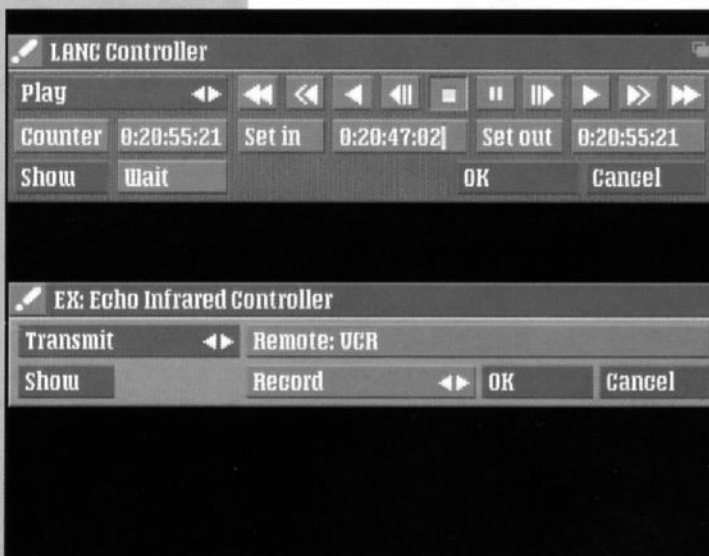 LANC Controller
Play
Counter 0:20:55:21 Set in 0:20:47:02 Set out 0:20:55:21
Show Wait OK Cancel
EX: Echo Infrared Controller
Transmit Remote: VCR
Show Record OK Cancel